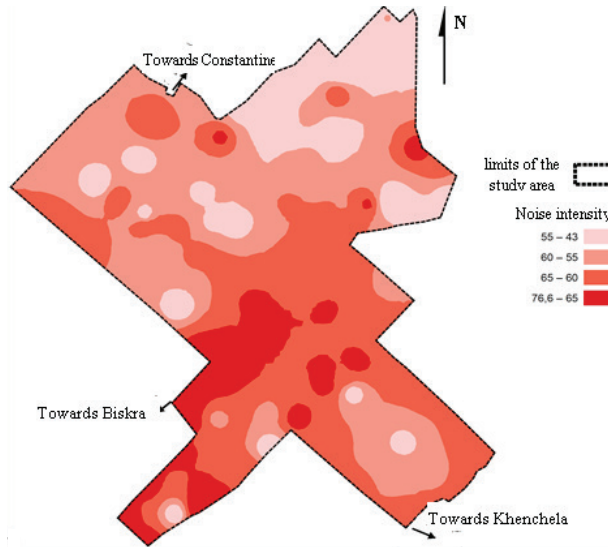 N
Towards Constantine
limits of the
study area
Noise intensity
55 – 43
60 – 55
65 – 60
76,6 – 65
Towards Biskra
Towards Khenchela